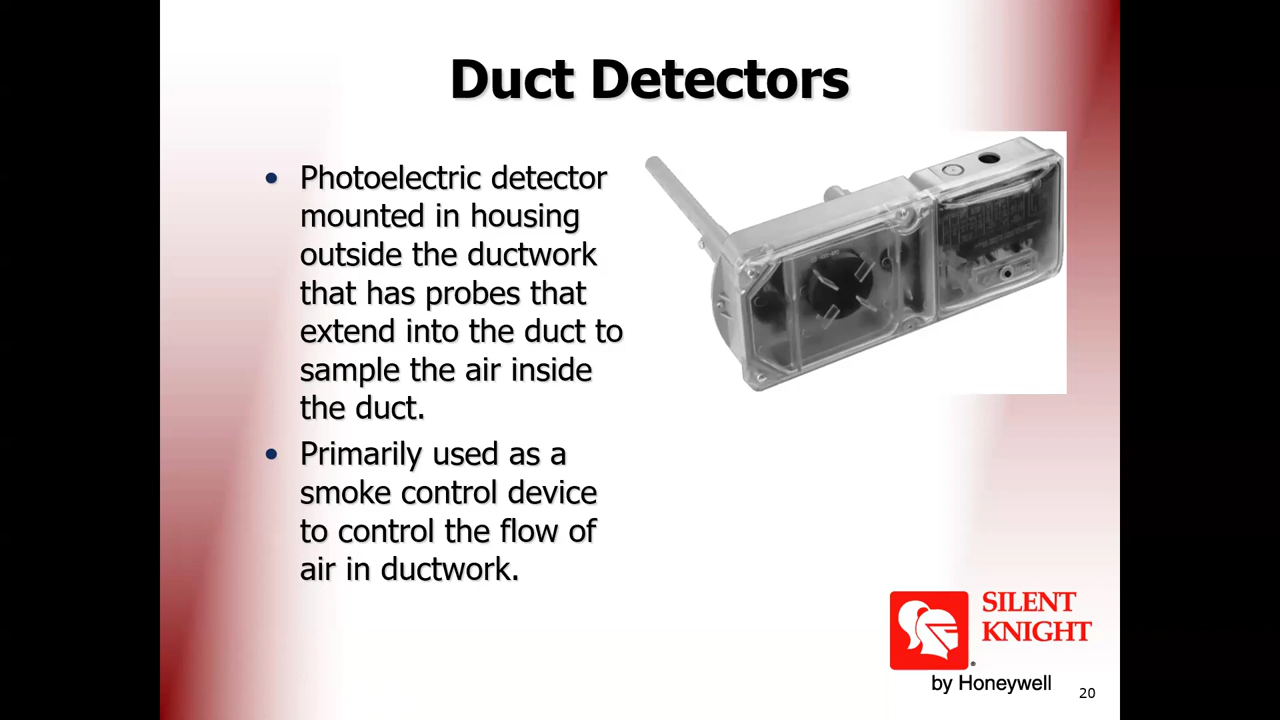 Duct Detectors
• Photoelectric detector
mounted in housing
outside the ductwork
that has probes that
extend into the duct to
sample the air inside
the duct.
• Primarily used as a
smoke control device
to control the flow of
air in ductwork.
SILENT
KNIGHT
by Honeywell
20